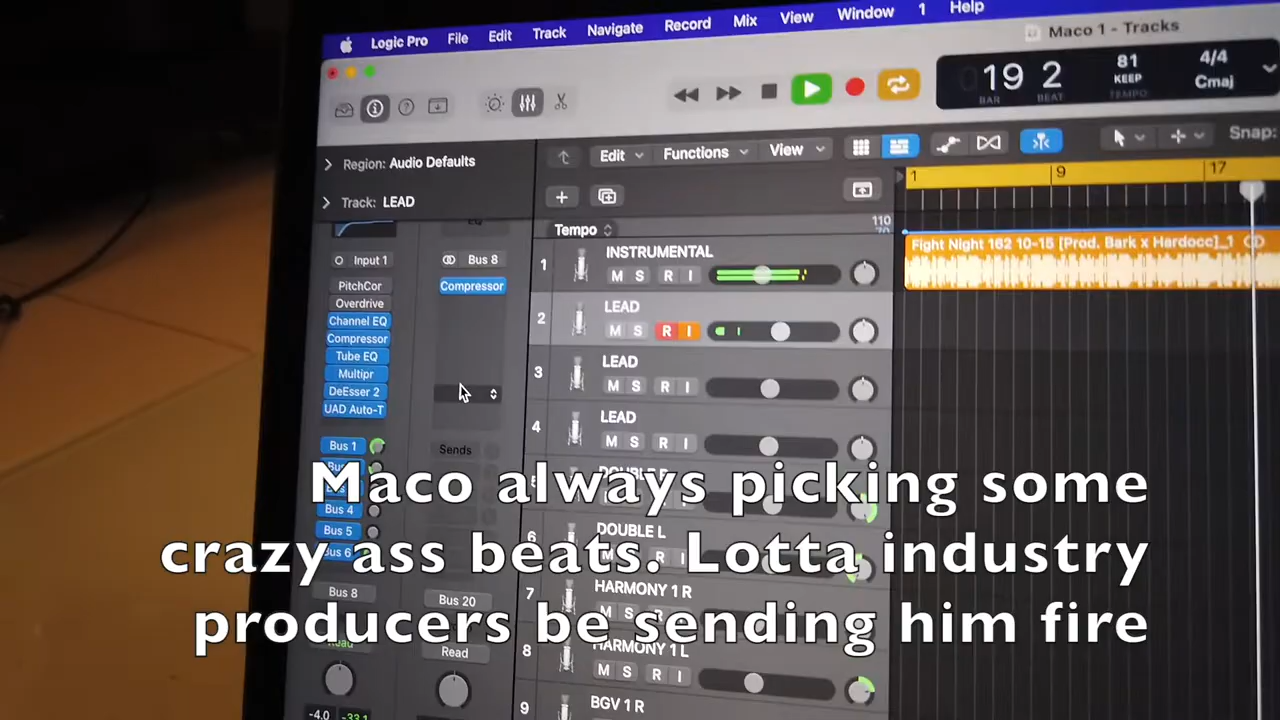 Logic Pro File Edit Track Navigate Record Mix View Window 1 Help
Maco 1 - Tracks
19 2 81 4/4
KEEP Cmaj
BAR BEAT TEMPO
Region: Audio Defaults
Edit Functions View Snap:
Track: LEAD
1 9 17
Tempo 110
Fight Night 162 10-15 [Prod. Bark x Hardocc]_1
Input 1 Bus 8
PitchCor Compressor
Overdrive
Channel EQ
Compressor
Tube EQ
Multipr
DeEsser 2
UAD Auto-T
Bus 1 Sends
Bus 4
Bus 5
Bus 6
Bus 8 Bus 20
Read Read
-4.0 -33.1
1 INSTRUMENTAL
M S R I
2 LEAD
M S R I
3 LEAD
M S R I
4 LEAD
M S R I
DOUBLE R
6 DOUBLE L
R I
7 HARMONY 1 R
M S R
8 HARMONY 1 L
M S R I
9 BGV 1 R
Maco always picking some
crazy ass beats. Lotta industry
producers be sending him fire